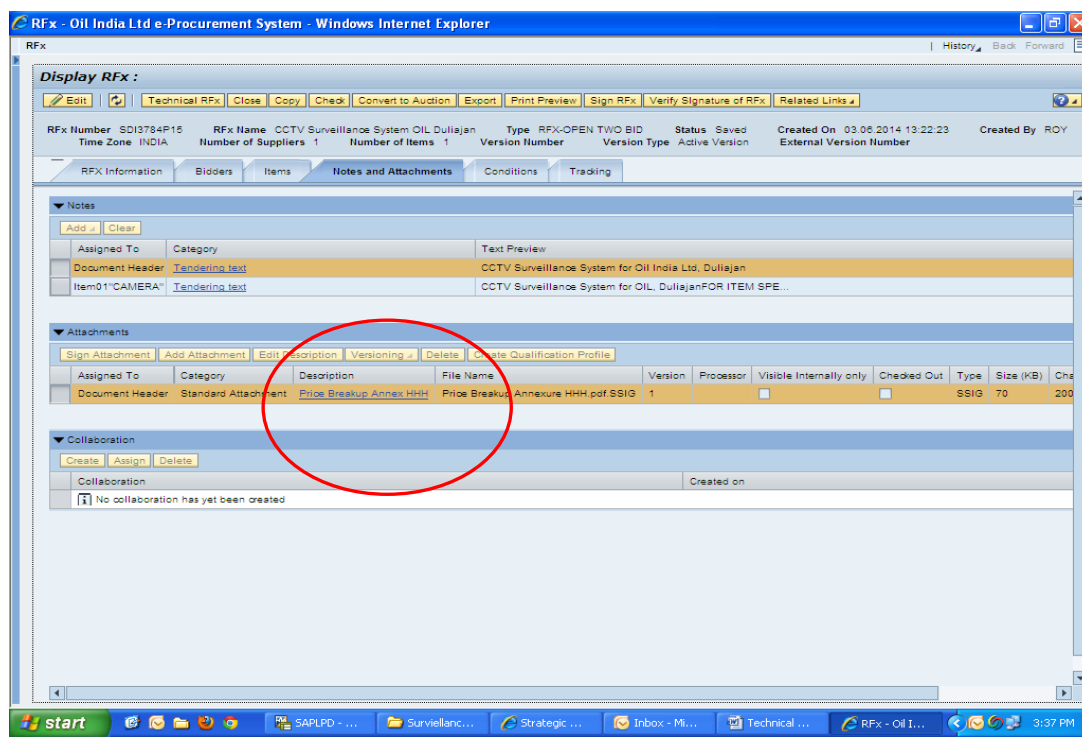 RFx - Oil India Ltd e-Procurement System - Windows Internet Explorer
RFx | History Back Forward
Display RFx :
Edit | Technical RFx Close Copy Check Convert to Auction Export Print Preview Sign RFx Verify Signature of RFx Related Links
RFx Number SDI3784P15 RFx Name CCTV Surveillance System OIL Duliajan Type RFX-OPEN TWO BID Status Saved Created On 03.06.2014 13:22:23 Created By ROY
Time Zone INDIA Number of Suppliers 1 Number of Items 1 Version Number Version Type Active Version External Version Number
RFX Information Bidders Items Notes and Attachments Conditions Tracking
Notes
Add Clear
Assigned To Category Text Preview
Document Header Tendering text CCTV Surveillance System for Oil India Ltd, Duliajan
Item01"CAMERA" Tendering text CCTV Surveillance System for OIL, DuliajanFOR ITEM SPE...
Attachments
Sign Attachment Add Attachment Edit Description Versioning Delete Create Qualification Profile
Assigned To Category Description File Name Version Processor Visible Internally only Checked Out Type Size (KB) Cha
Document Header Standard Attachment Price Breakup Annex HHH Price Breakup Annexure HHH.pdf.SSIG 1 SSIG 70 200
Collaboration
Create Assign Delete
Collaboration Created on
No collaboration has yet been created
start SAPLPD - ... Surviellanc... Strategic ... Inbox - Mi... Technical ... RFx - Oil I... 3:37 PM